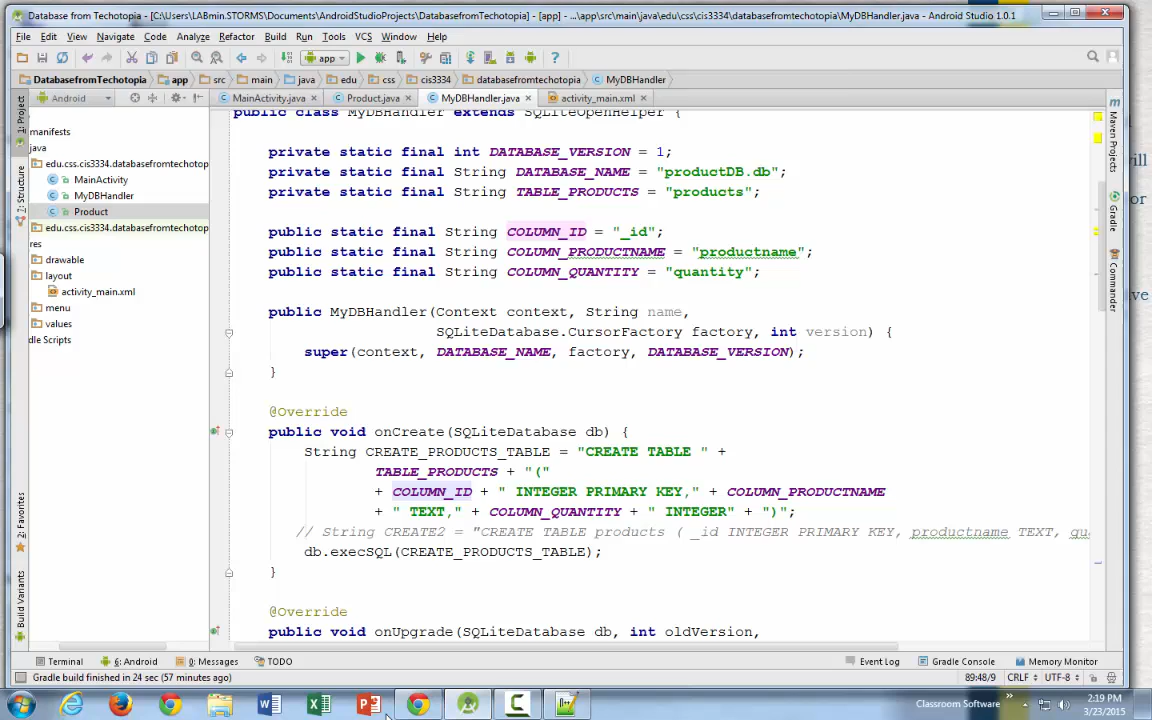 Database from Techotopia - [C:\Users\LABmin.STORMS\Documents\AndroidStudioProjects\DatabasefromTechotopia] - [app] - ...\app\src\main\java\edu\css\cis3334\MyDBHandler.java - Android Studio 1.0.1
File Edit View Navigate Code Analyze Refactor Build Run Tools VCS Window Help
app
DatabasefromTechotopia app src main java edu css cis3334 databasefromtechotopia MyDBHandler
Android MainActivity.java Product.java MyDBHandler.java activity_main.xml
1: Project
7: Structure
2: Favorites
Build Variants
manifests
java
edu.css.cis3334.databasefromtechotop
MainActivity
MyDBHandler
Product
edu.css.cis3334.databasefromtechotop
res
drawable
layout
activity_main.xml
menu
values
dle Scripts
public class MyDBHandler extends SQLiteOpenHelper {
private static final int DATABASE_VERSION = 1;
private static final String DATABASE_NAME = "productDB.db";
private static final String TABLE_PRODUCTS = "products";
public static final String COLUMN_ID = "_id";
public static final String COLUMN_PRODUCTNAME = "productname";
public static final String COLUMN_QUANTITY = "quantity";
public MyDBHandler(Context context, String name,
SQLiteDatabase.CursorFactory factory, int version) {
super(context, DATABASE_NAME, factory, DATABASE_VERSION);
}
@Override
public void onCreate(SQLiteDatabase db) {
String CREATE_PRODUCTS_TABLE = "CREATE TABLE " +
TABLE_PRODUCTS + "("
+ COLUMN_ID + " INTEGER PRIMARY KEY," + COLUMN_PRODUCTNAME
+ " TEXT," + COLUMN_QUANTITY + " INTEGER" + ")";
// String CREATE2 = "CREATE TABLE products ( _id INTEGER PRIMARY KEY, productname TEXT, qua
db.execSQL(CREATE_PRODUCTS_TABLE);
}
@Override
public void onUpgrade(SQLiteDatabase db, int oldVersion,
Maven Projects
Gradle
Commander
will
or
ve
Terminal 6: Android 0: Messages TODO Event Log Gradle Console Memory Monitor
Gradle build finished in 24 sec (57 minutes ago) 89:48/9 CRLF UTF-8
Classroom Software
2:19 PM
3/23/2015